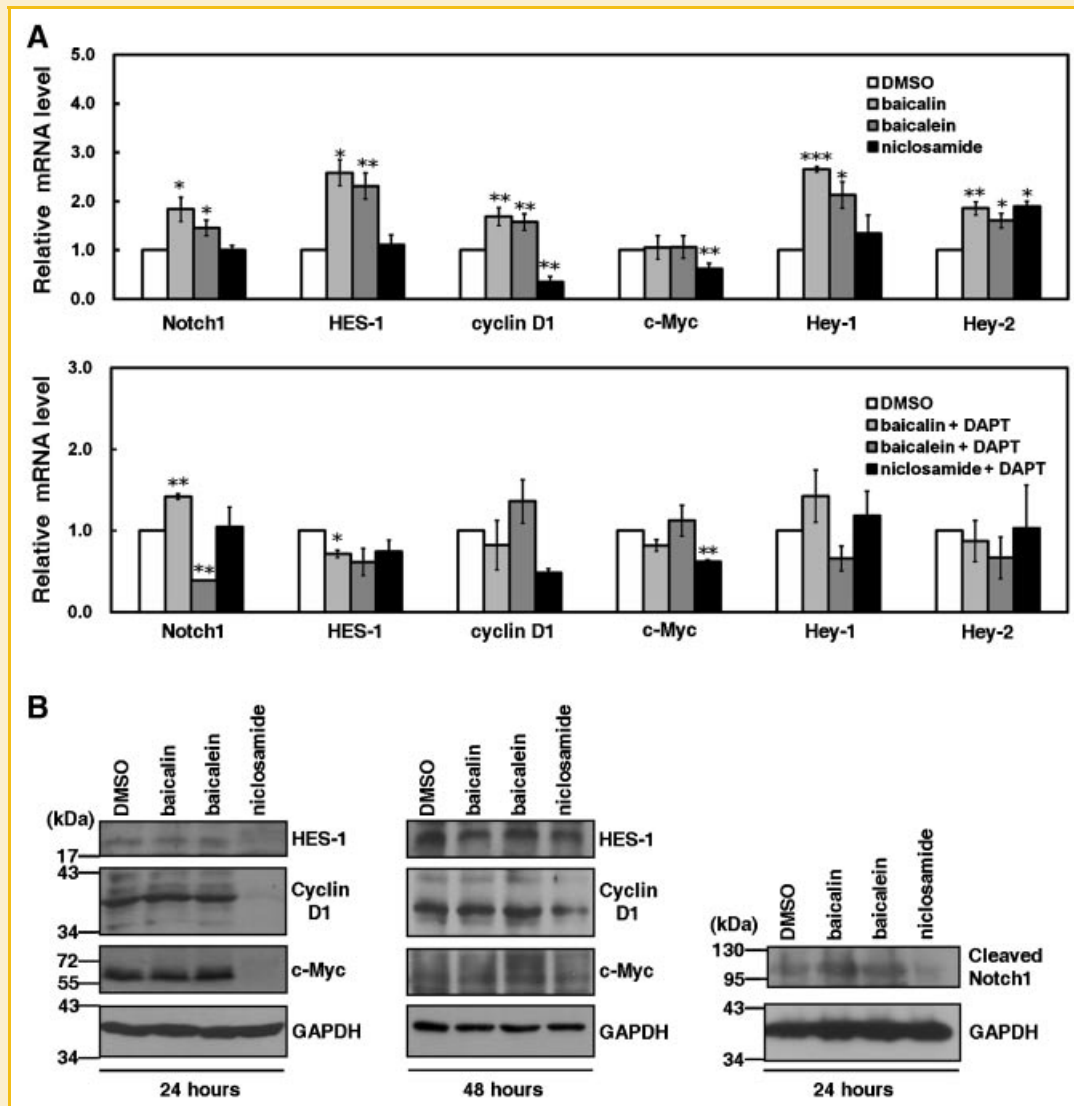 A
Relative mRNA level
5.0
4.0
3.0
2.0
1.0
0.0
DMSO
baicalin
baicalein
niclosamide
* * * ** ** ** ** ** *** * ** * *
Notch1 HES-1 cyclin D1 c-Myc Hey-1 Hey-2
Relative mRNA level
3.0
2.0
1.0
0.0
DMSO
baicalin + DAPT
baicalein + DAPT
niclosamide + DAPT
** ** * **
Notch1 HES-1 cyclin D1 c-Myc Hey-1 Hey-2
B
DMSO baicalin baicalein niclosamide
(kDa)
HES-1
17
43
Cyclin D1
34
72
c-Myc
55
43
GAPDH
34
24 hours
DMSO baicalin baicalein niclosamide
HES-1
Cyclin
D1
c-Myc
GAPDH
48 hours
DMSO baicalin baicalein niclosamide
(kDa)
130
Cleaved
Notch1
95
43
GAPDH
34
24 hours